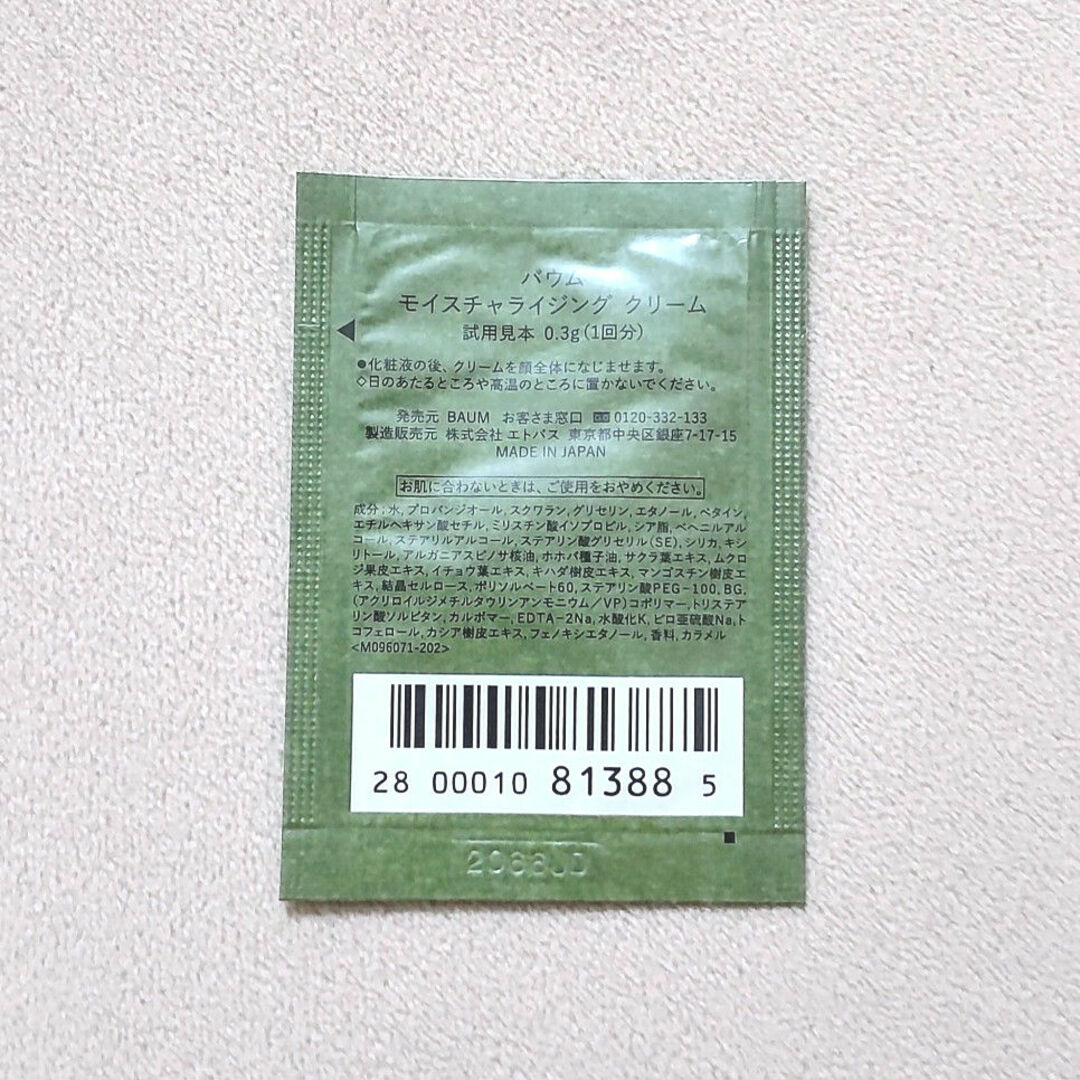 バウム
モイスチャライジング クリーム
試用見本 0.3g(1回分)
●化粧液の後、クリームを顔全体になじませます。
◇日のあたるところや高温のところに置かないでください。
発売元 BAUM お客さま窓口 0120-332-133
製造販売元 株式会社 エトバス 東京都中央区銀座7-17-15
MADE IN JAPAN
お肌に合わないときは、ご使用をおやめください。
成分:水,プロパンジオール,スクワラン,グリセリン,エタノール,ベタイン,
エチルヘキサン酸セチル,ミリスチン酸イソプロピル,シア脂,ベヘニルアル
コール,ステアリルアルコール,ステアリン酸グリセリル(SE),シリカ,キシ
リトール,アルガニアスピノサ核油,ホホバ種子油,サクラ葉エキス,ムクロ
ジ果皮エキス,イチョウ葉エキス,キハダ樹皮エキス,マンゴスチン樹皮エ
キス,結晶セルロース,ポリソルベート60,ステアリン酸PEG-100,BG,
(アクリロイルジメチルタウリンアンモニウム/VP)コポリマー,トリステア
リン酸ソルビタン,カルボマー,EDTA-2Na,水酸化K,ピロ亜硫酸Na,ト
コフェロール,カシア樹皮エキス,フェノキシエタノール,香料,カラメル
<M096071-202>
28 00010 81388 5